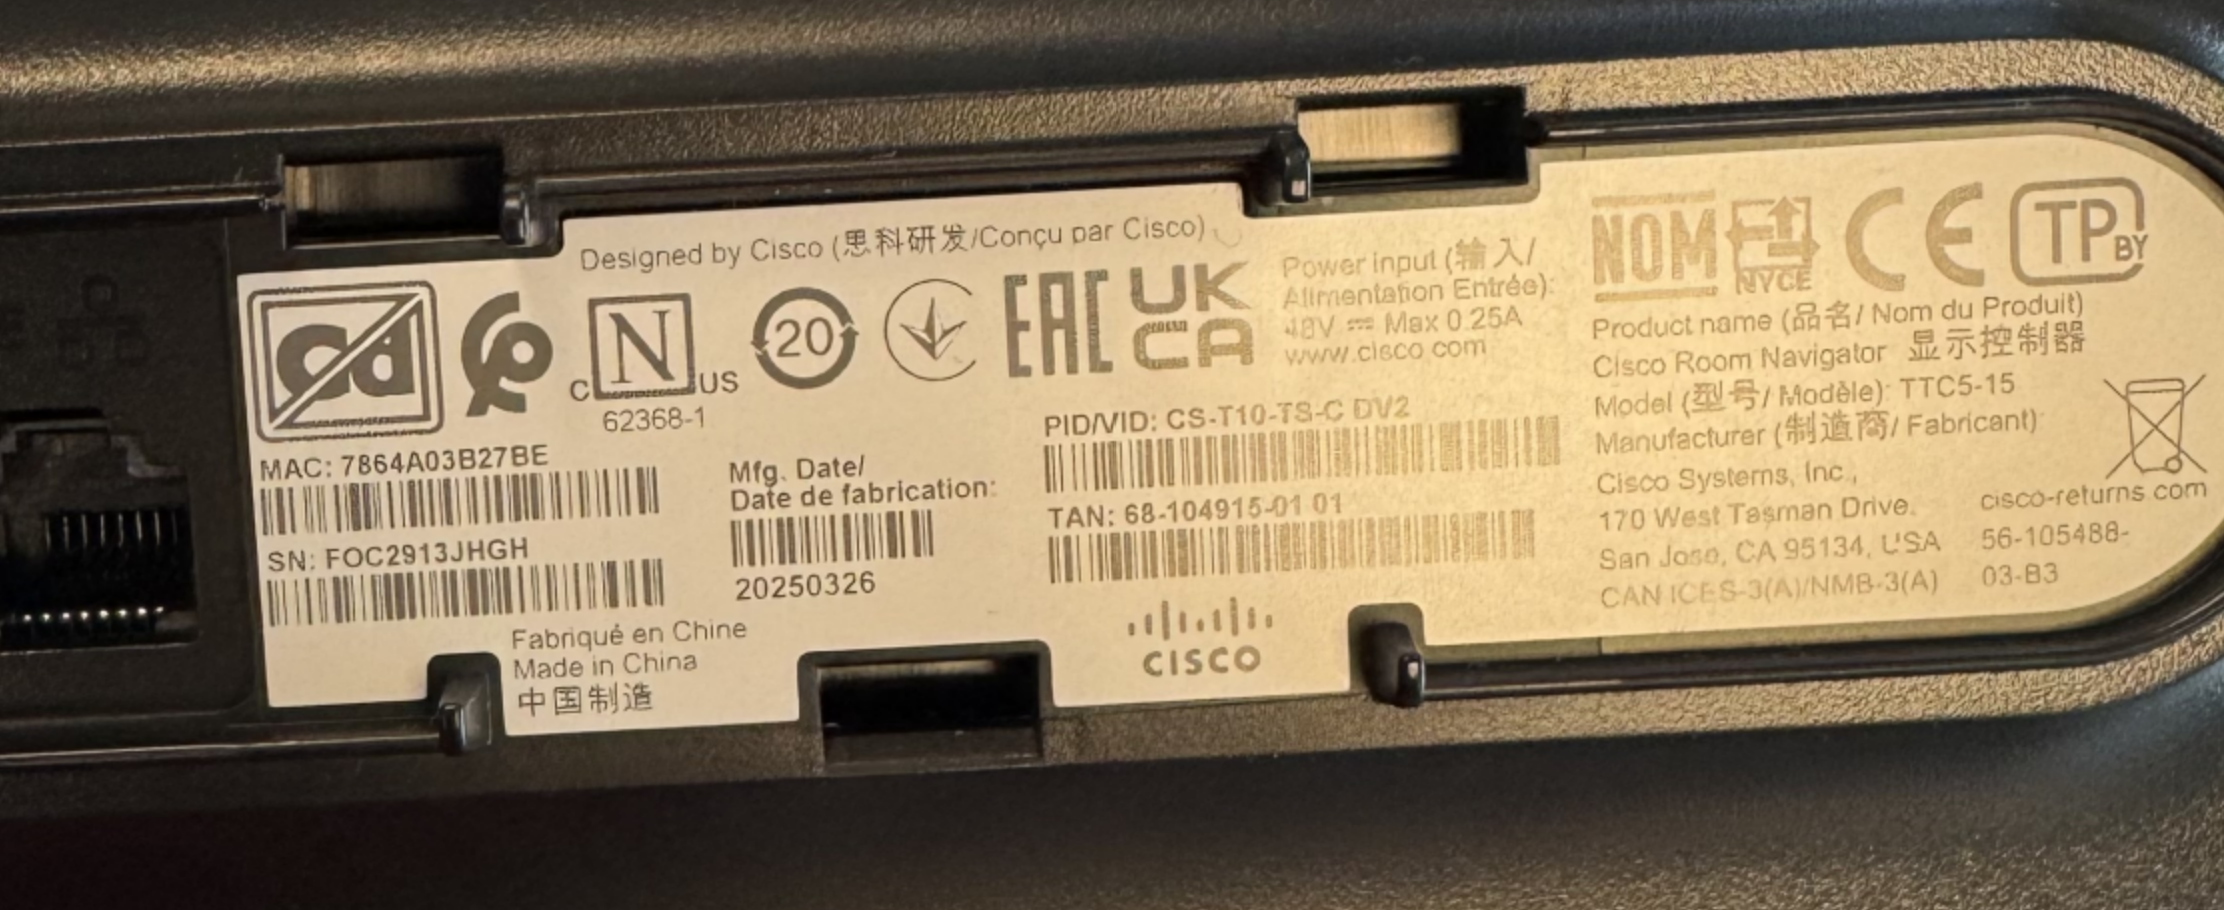 Designed by Cisco (思科研发/Conçu par Cisco)
C N US
62368-1
20
EAC
UK
CA
Power input (输入/
Alimentation Entrée):
48V ⎓ Max 0.25A
www.cisco.com
NOM
NYCE
CE
TP BY
Product name (品名/ Nom du Produit)
Cisco Room Navigator 显示控制器
Model (型号/ Modèle): TTC5-15
Manufacturer (制造商/ Fabricant)
Cisco Systems, Inc.,
170 West Tasman Drive,
San Jose, CA 95134, USA
CAN ICES-3(A)/NMB-3(A)
cisco-returns.com
56-105488-
03-B3
MAC: 7864A03B27BE
SN: FOC2913JHGH
Mfg. Date/
Date de fabrication:
20250326
PID/VID: CS-T10-TS-C DV2
TAN: 68-104915-01 01
Fabriqué en Chine
Made in China
中国制造
CISCO